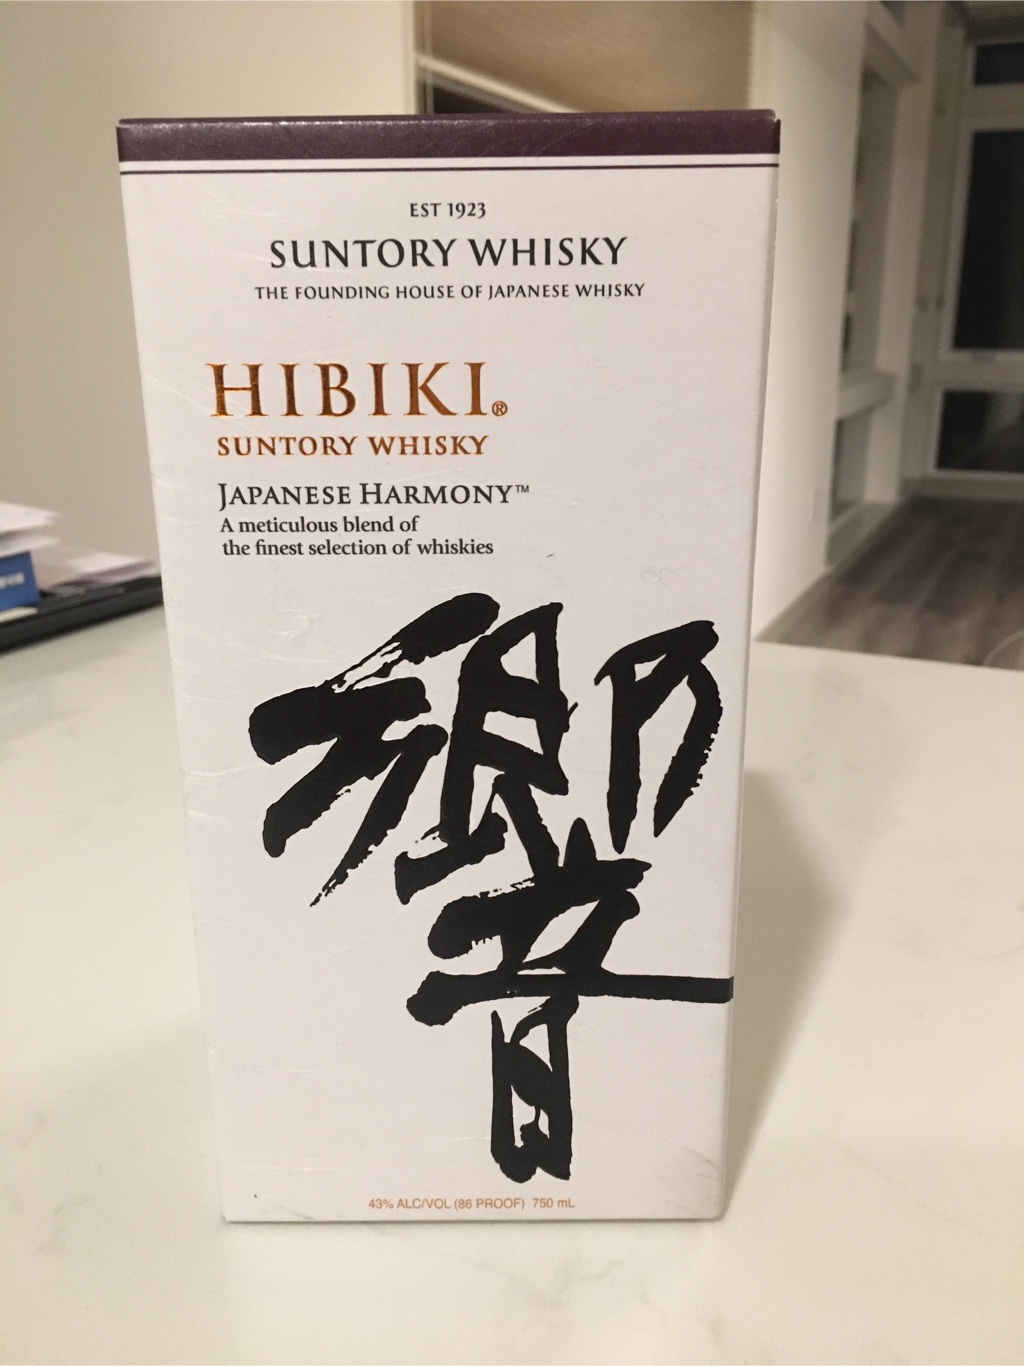 EST 1923
SUNTORY WHISKY
THE FOUNDING HOUSE OF JAPANESE WHISKY
HIBIKI®
SUNTORY WHISKY
JAPANESE HARMONY™
A meticulous blend of
the finest selection of whiskies
響
43% ALC/VOL (86 PROOF) 750 mL